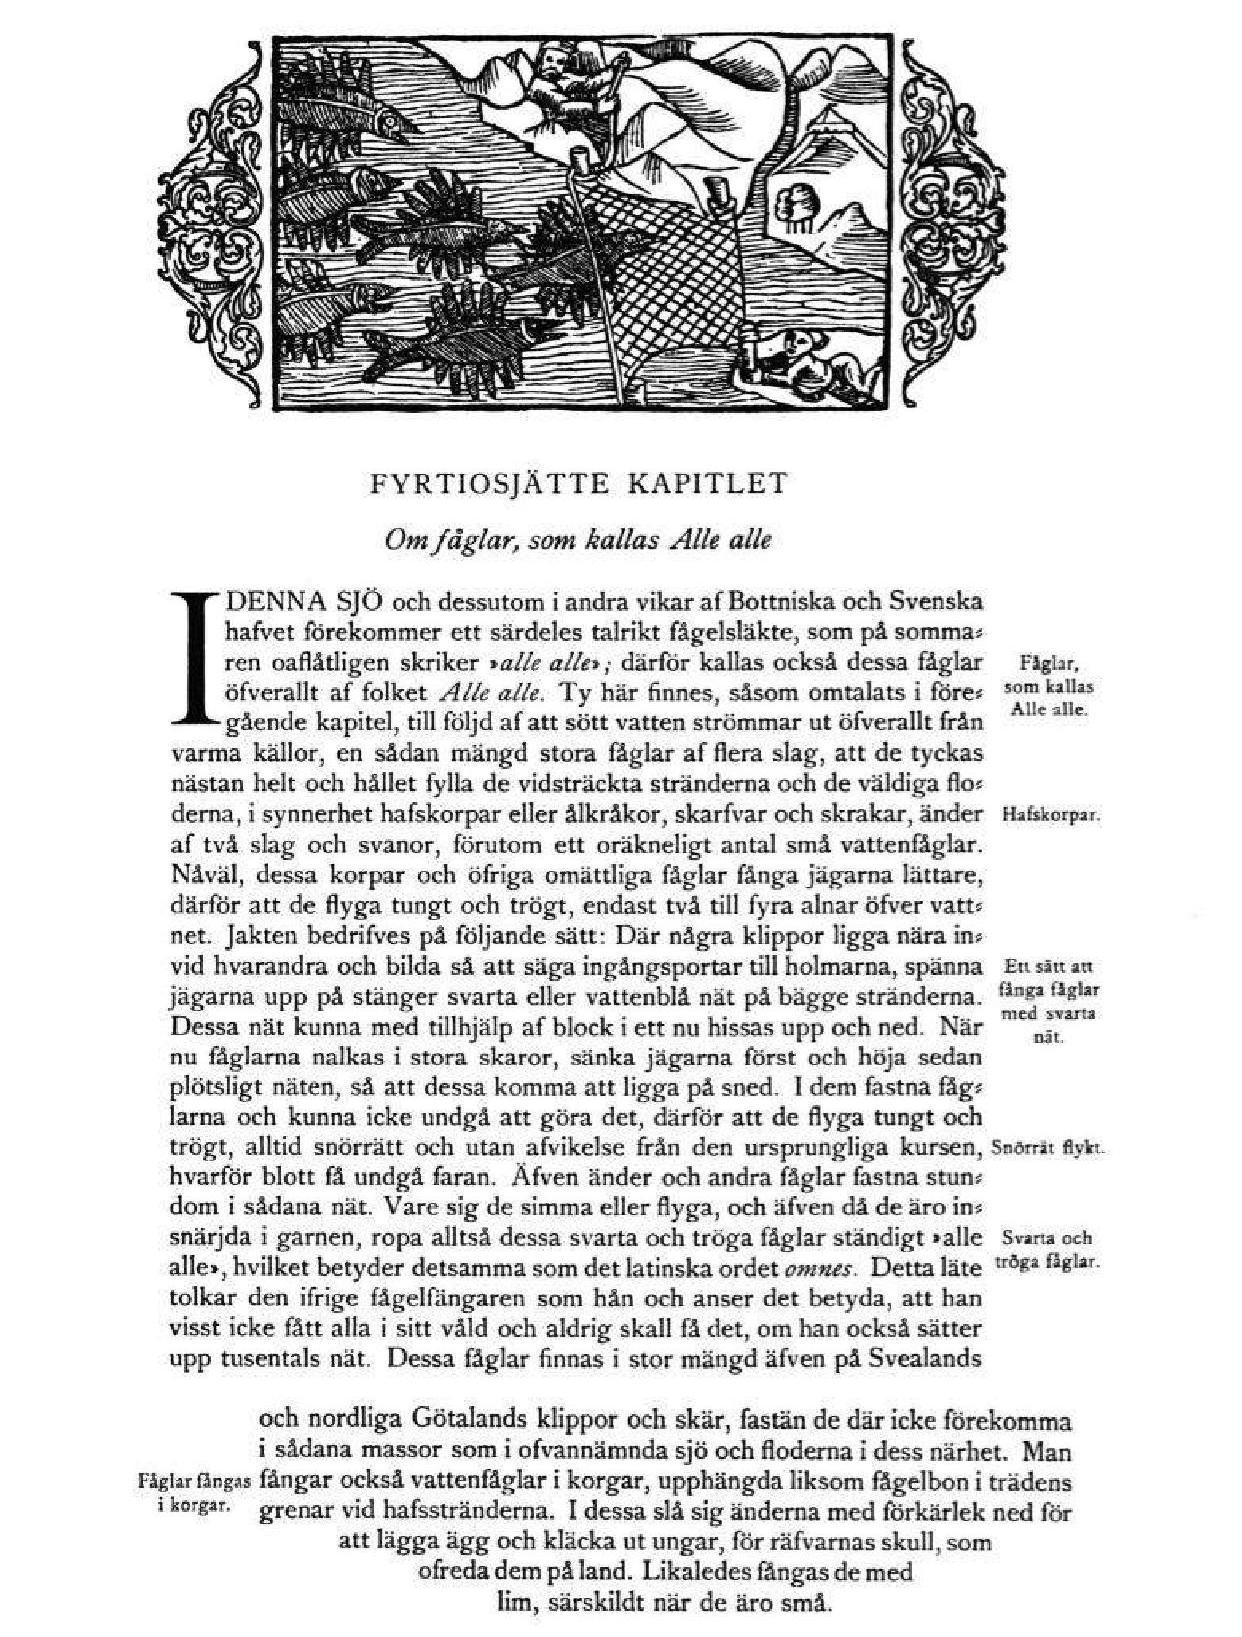 FYRTIOSJÄTTE KAPITLET
Om fåglar, som kallas Alle alle
I DENNA SJÖ och dessutom i andra vikar af Bottniska och Svenska
hafvet förekommer ett särdeles talrikt fågelsläkte, som på somma⸗
ren oaflåtligen skriker »alle alle»; därför kallas också dessa fåglar
öfverallt af folket Alle alle. Ty här finnes, såsom omtalats i före⸗
gående kapitel, till följd af att sött vatten strömmar ut öfverallt från
Fåglar,
som kallas
Alle alle.
varma källor, en sådan mängd stora fåglar af flera slag, att de tyckas
nästan helt och hållet fylla de vidsträckta stränderna och de väldiga flo⸗
derna, i synnerhet hafskorpar eller ålkråkor, skarfvar och skrakar, änder
Hafskorpar.
af två slag och svanor, förutom ett oräkneligt antal små vattenfåglar.
Nåväl, dessa korpar och öfriga omättliga fåglar fånga jägarna lättare,
därför att de flyga tungt och trögt, endast två till fyra alnar öfver vatt⸗
net. Jakten bedrifves på följande sätt: Där några klippor ligga nära in⸗
vid hvarandra och bilda så att säga ingångsportar till holmarna, spänna
jägarna upp på stänger svarta eller vattenblå nät på bägge stränderna.
Dessa nät kunna med tillhjälp af block i ett nu hissas upp och ned. När
Ett sätt att
fånga fåglar
med svarta
nät.
nu fåglarna nalkas i stora skaror, sänka jägarna först och höja sedan
plötsligt näten, så att dessa komma att ligga på sned. I dem fastna fåg⸗
larna och kunna icke undgå att göra det, därför att de flyga tungt och
trögt, alltid snörrätt och utan afvikelse från den ursprungliga kursen,
Snörrät flykt.
hvarför blott få undgå faran. Äfven änder och andra fåglar fastna stun⸗
dom i sådana nät. Vare sig de simma eller flyga, och äfven då de äro in⸗
snärjda i garnen, ropa alltså dessa svarta och tröga fåglar ständigt »alle
alle», hvilket betyder detsamma som det latinska ordet omnes. Detta läte
Svarta och
tröga fåglar.
tolkar den ifrige fågelfängaren som hån och anser det betyda, att han
visst icke fått alla i sitt våld och aldrig skall få det, om han också sätter
upp tusentals nät. Dessa fåglar finnas i stor mängd äfven på Svealands
och nordliga Götalands klippor och skär, fastän de där icke förekomma
i sådana massor som i ofvannämnda sjö och floderna i dess närhet. Man
fångar också vattenfåglar i korgar, upphängda liksom fågelbon i trädens
grenar vid hafsstränderna. I dessa slå sig änderna med förkärlek ned för
Fåglar fångas
i korgar.
att lägga ägg och kläcka ut ungar, för räfvarnas skull, som
ofreda dem på land. Likaledes fångas de med
lim, särskildt när de äro små.